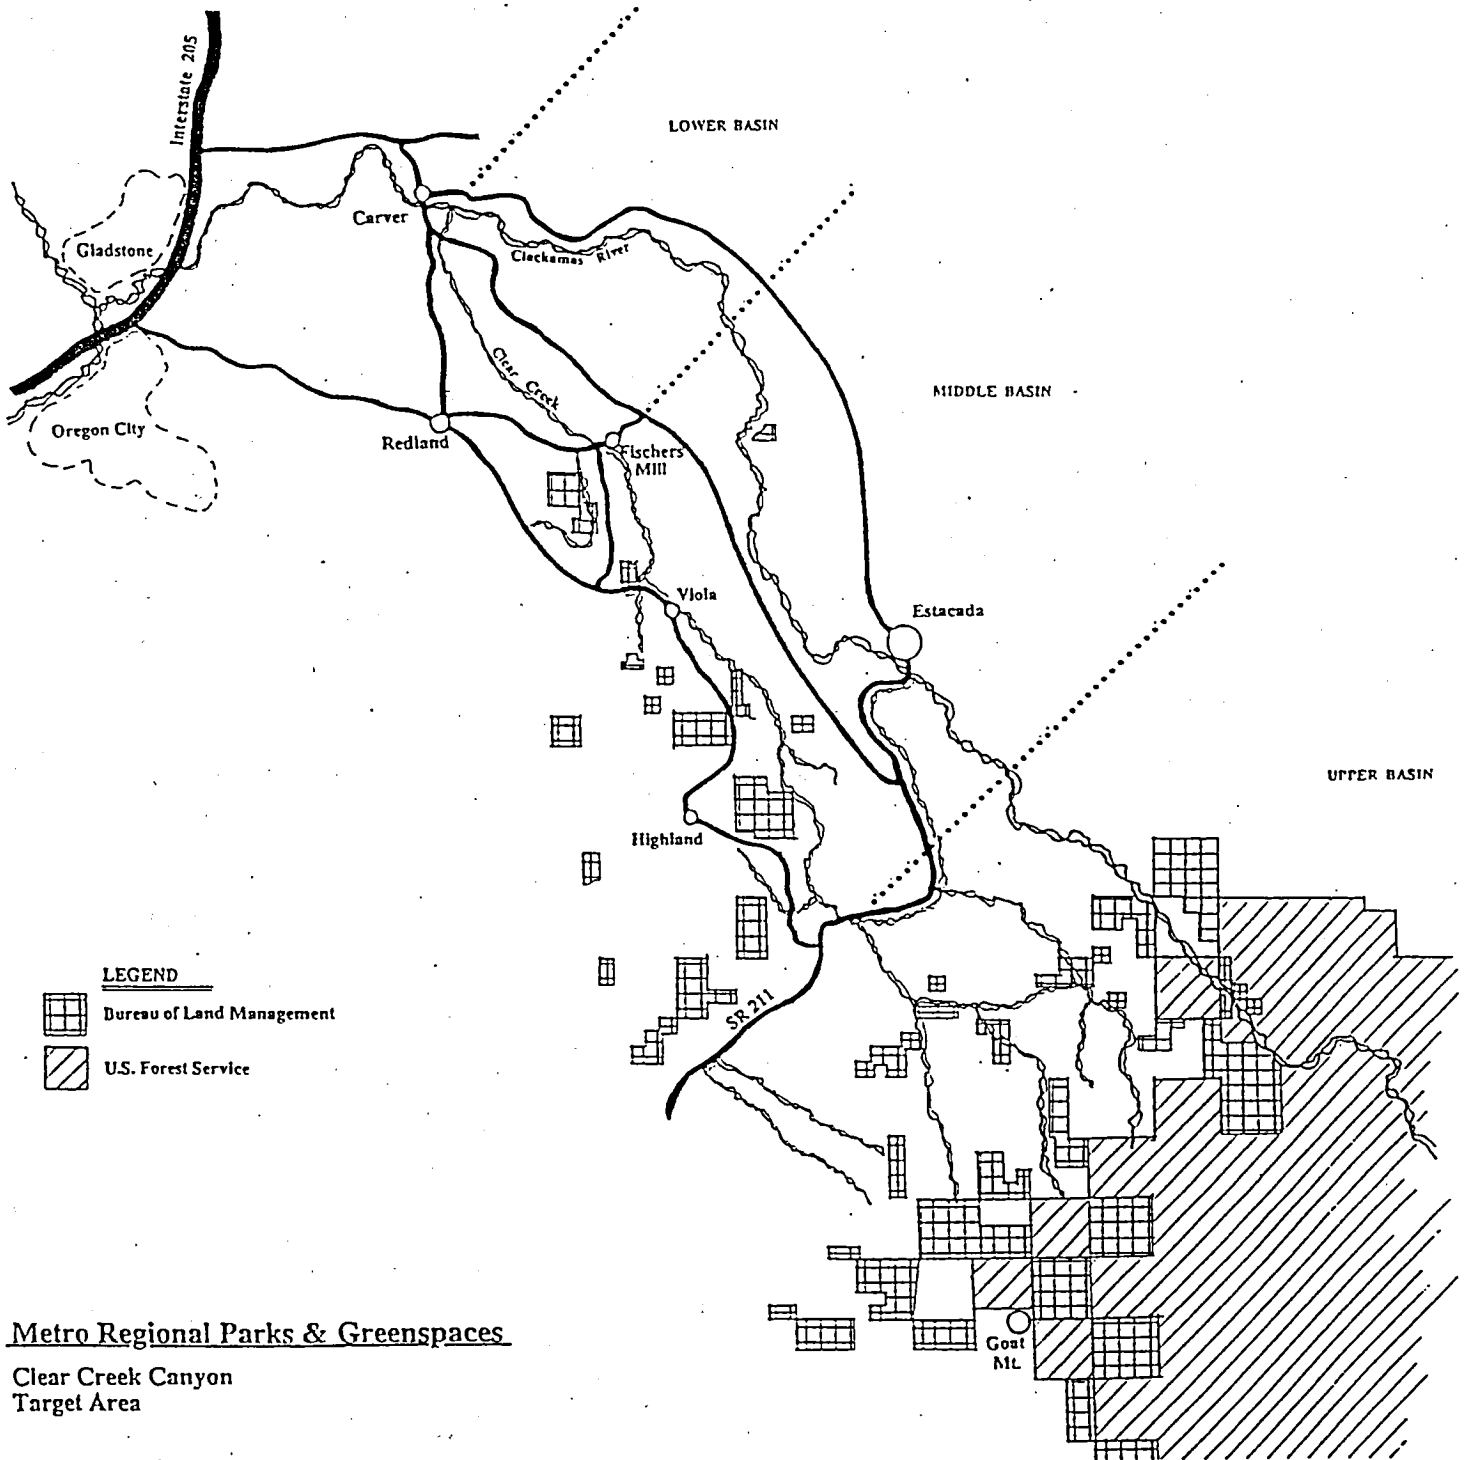 Interstate 205
LOWER BASIN
Carver
Gladstone
Clackamas River
Clear Creek
MIDDLE BASIN
Oregon City
Redland
Fischers
Mill
Viola
Estacada
UPPER BASIN
Highland
LEGEND
Bureau of Land Management
SR 211
U.S. Forest Service
Metro Regional Parks & Greenspaces
Goat
Mt.
Clear Creek Canyon
Target Area